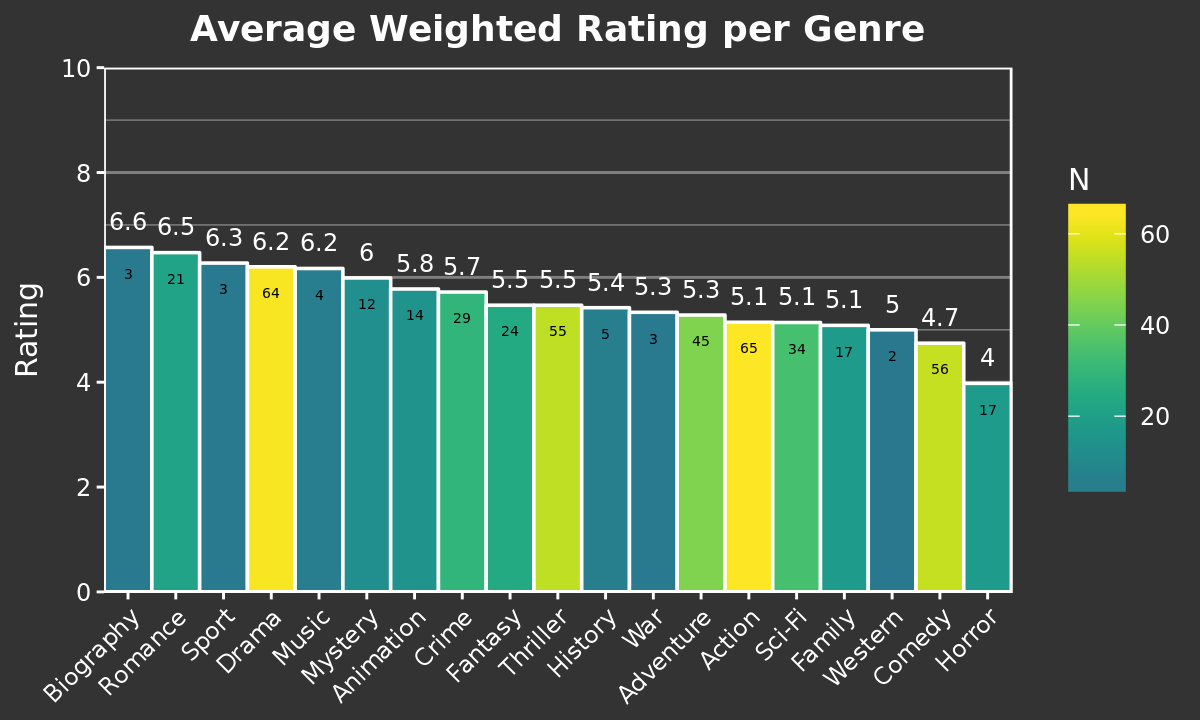 Average Weighted Rating per Genre
10
8
6
4
2
0
Rating
6.6 6.5 6.3 6.2 6.2 6 5.8 5.7 5.5 5.5 5.4 5.3 5.3 5.1 5.1 5.1 5 4.7 4
3 21 3 64 4 12 14 29 24 55 5 3 45 65 34 17 2 56 17
Biography Romance Sport Drama Music Mystery Animation Crime Fantasy Thriller History War Adventure Action Sci-Fi Family Western Comedy Horror
N
60
40
20